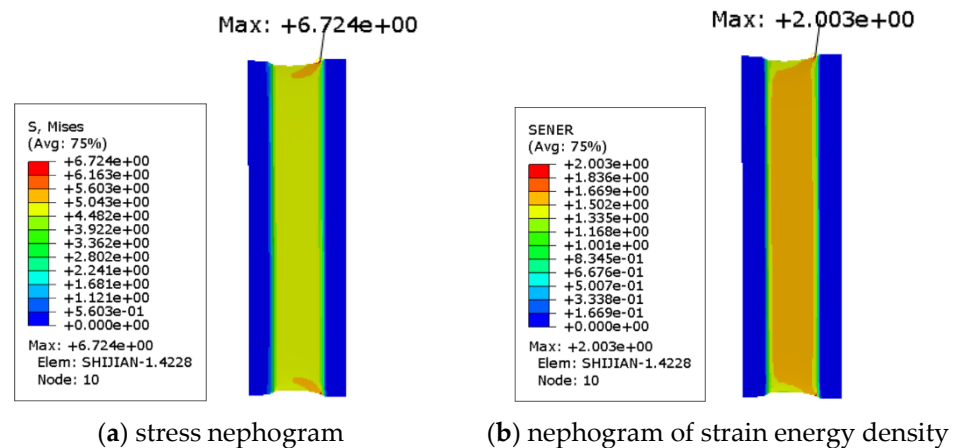 Max: +6.724e+00
S, Mises
(Avg: 75%)
+6.724e+00
+6.163e+00
+5.603e+00
+5.043e+00
+4.482e+00
+3.922e+00
+3.362e+00
+2.802e+00
+2.241e+00
+1.681e+00
+1.121e+00
+5.603e-01
+0.000e+00
Max: +6.724e+00
Elem: SHIJIAN-1.4228
Node: 10
(a) stress nephogram
Max: +2.003e+00
SENER
(Avg: 75%)
+2.003e+00
+1.836e+00
+1.669e+00
+1.502e+00
+1.335e+00
+1.168e+00
+1.001e+00
+8.345e-01
+6.676e-01
+5.007e-01
+3.338e-01
+1.669e-01
+0.000e+00
Max: +2.003e+00
Elem: SHIJIAN-1.4228
Node: 10
(b) nephogram of strain energy density